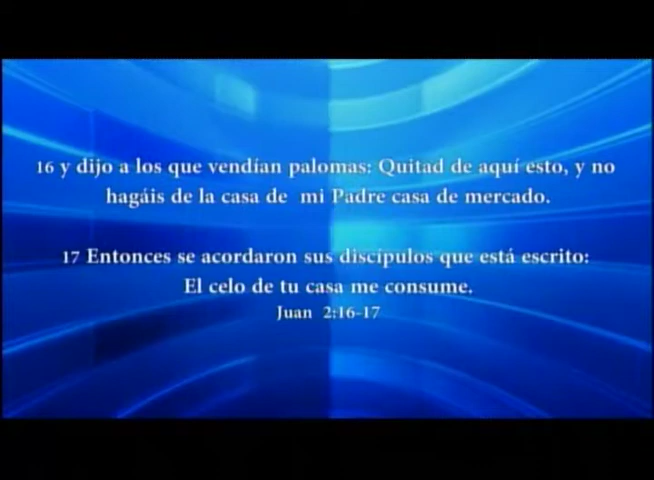 16 y dijo a los que vendían palomas: Quitad de aquí esto, y no
hagáis de la casa de  mi Padre casa de mercado.
17 Entonces se acordaron sus discípulos que está escrito:
El celo de tu casa me consume.
Juan  2:16-17